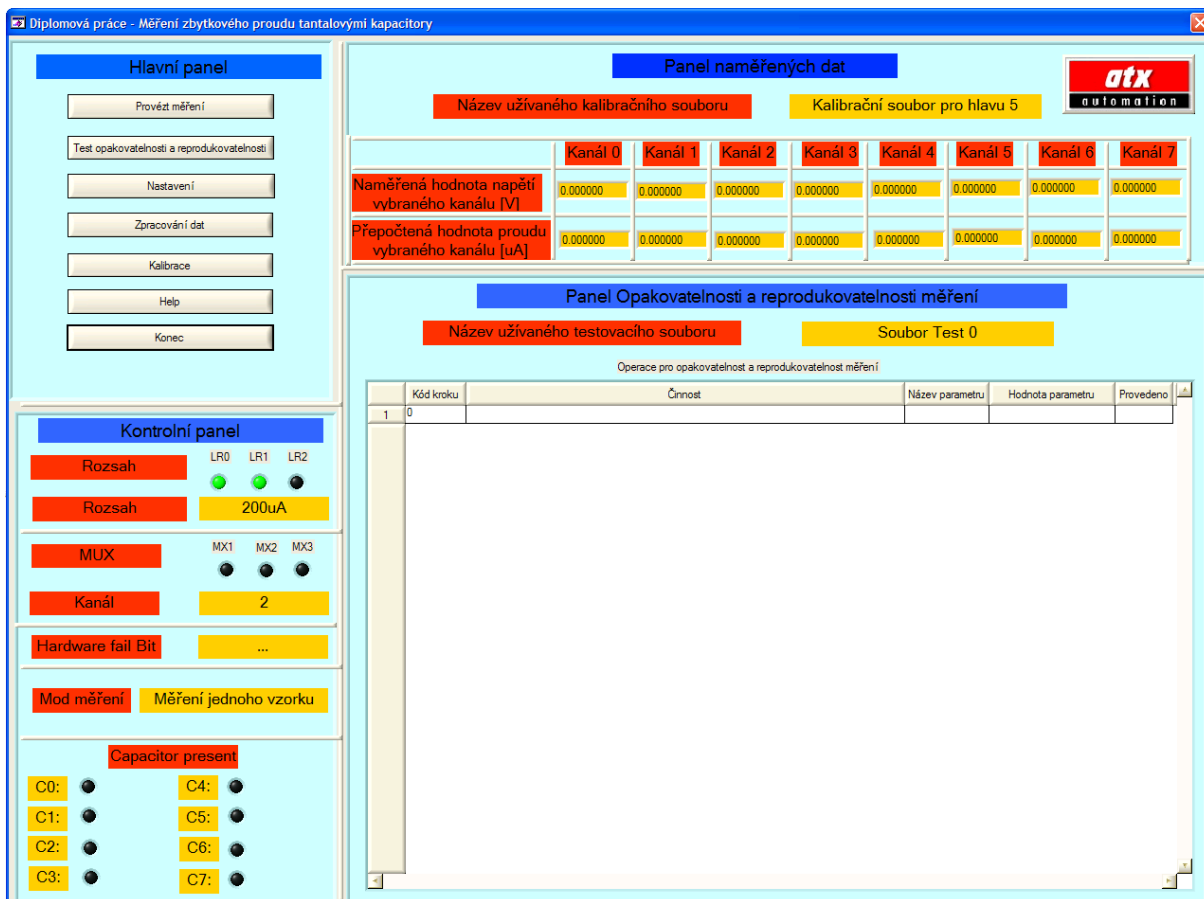 Diplomová práce - Měření zbytkového proudu tantalovými kapacitory
Hlavní panel
Provézt měření
Test opakovatelnosti a reprodukovatelnosti
Nastavení
Zpracování dat
Kalibrace
Help
Konec
Kontrolní panel
Rozsah
LR0 LR1 LR2
Rozsah 200uA
MUX
MX1 MX2 MX3
Kanál 2
Hardware fail Bit ...
Mod měření Měření jednoho vzorku
Capacitor present
C0: C4:
C1: C5:
C2: C6:
C3: C7:
Panel naměřených dat
atx
automation
Název užívaného kalibračního souboru Kalibrační soubor pro hlavu 5
Kanál 0 Kanál 1 Kanál 2 Kanál 3 Kanál 4 Kanál 5 Kanál 6 Kanál 7
Naměřená hodnota napětí
vybraného kanálu [V]
0.000000 0.000000 0.000000 0.000000 0.000000 0.000000 0.000000 0.000000
Přepočtená hodnota proudu
vybraného kanálu [uA]
0.000000 0.000000 0.000000 0.000000 0.000000 0.000000 0.000000 0.000000
Panel Opakovatelnosti a reprodukovatelnosti měření
Název užívaného testovacího souboru Soubor Test 0
Operace pro opakovatelnost a reprodukovatelnost měření
Kód kroku Činnost Název parametru Hodnota parametru Provedeno
1 0